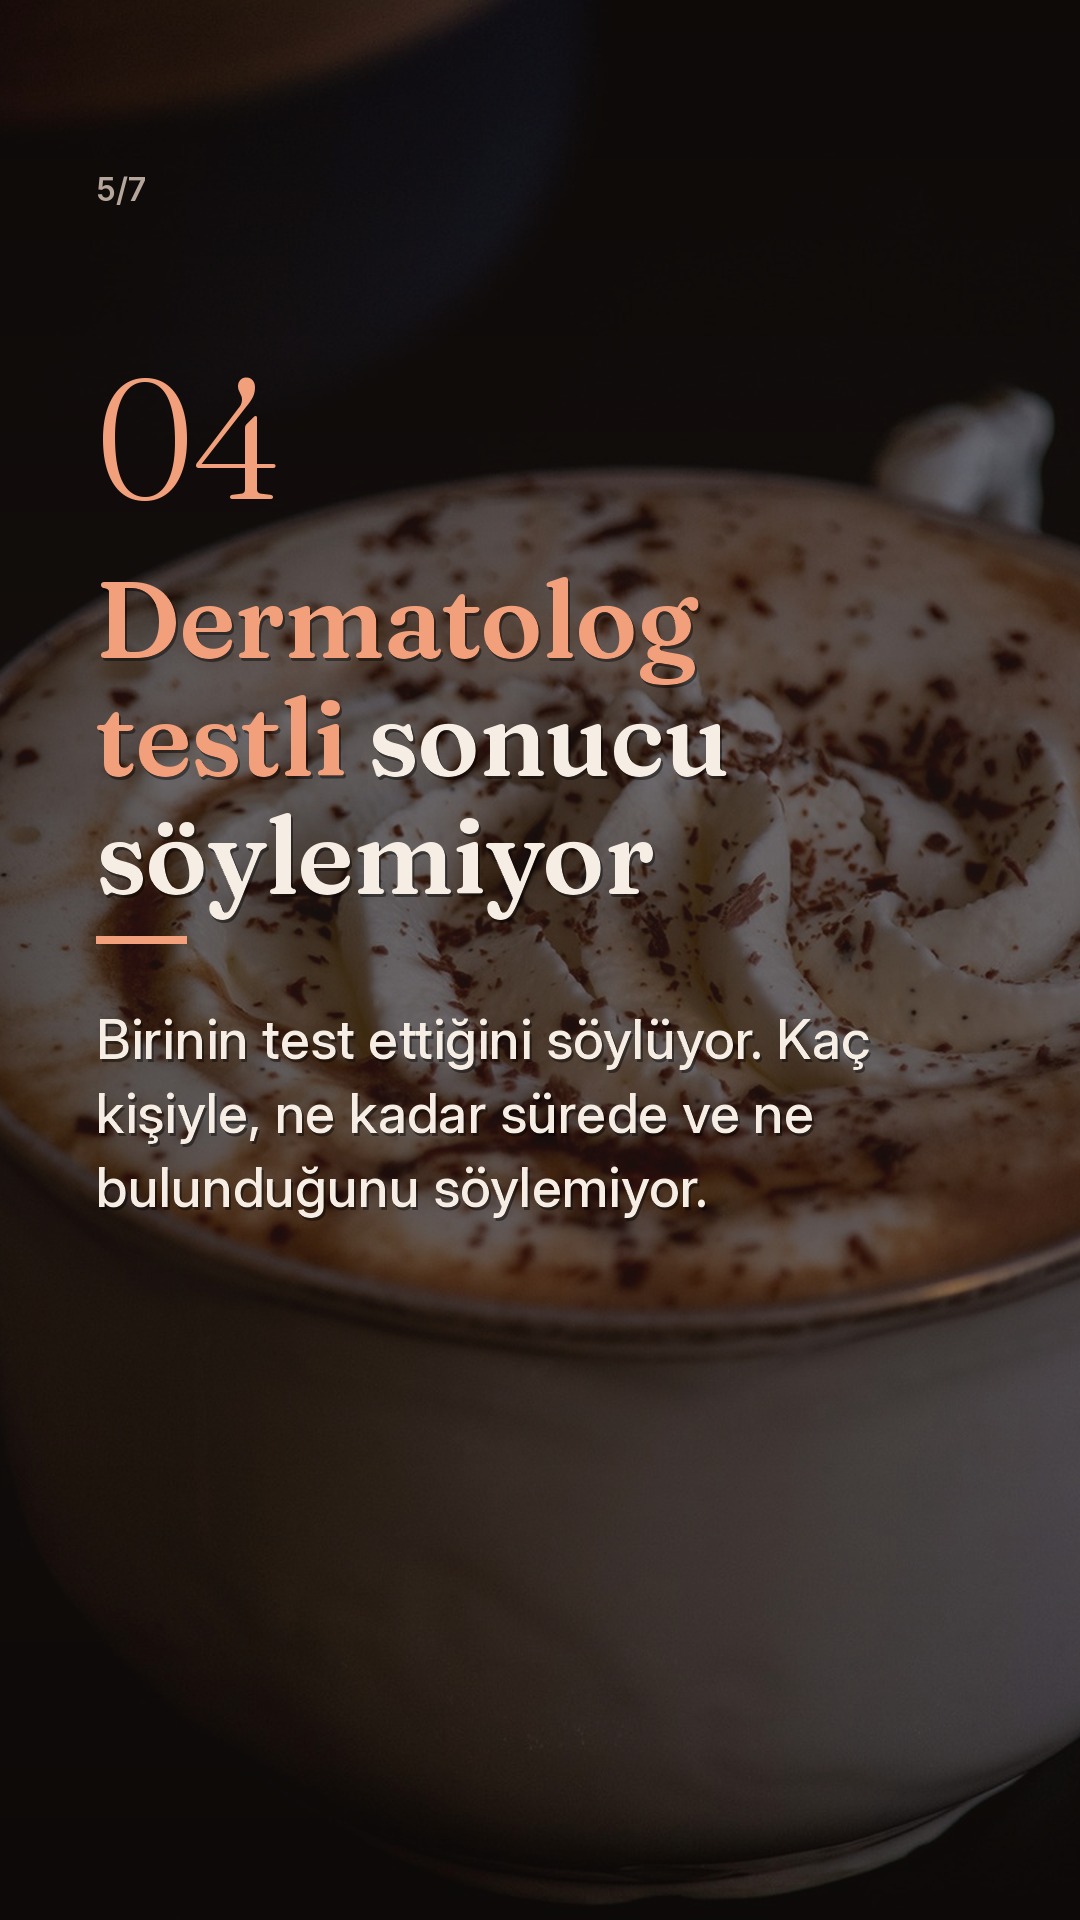 5/7
04
Dermatolog
testli sonucu
söylemiyor
Birinin test ettiğini söylüyor. Kaç
kişiyle, ne kadar sürede ve ne
bulunduğunu söylemiyor.